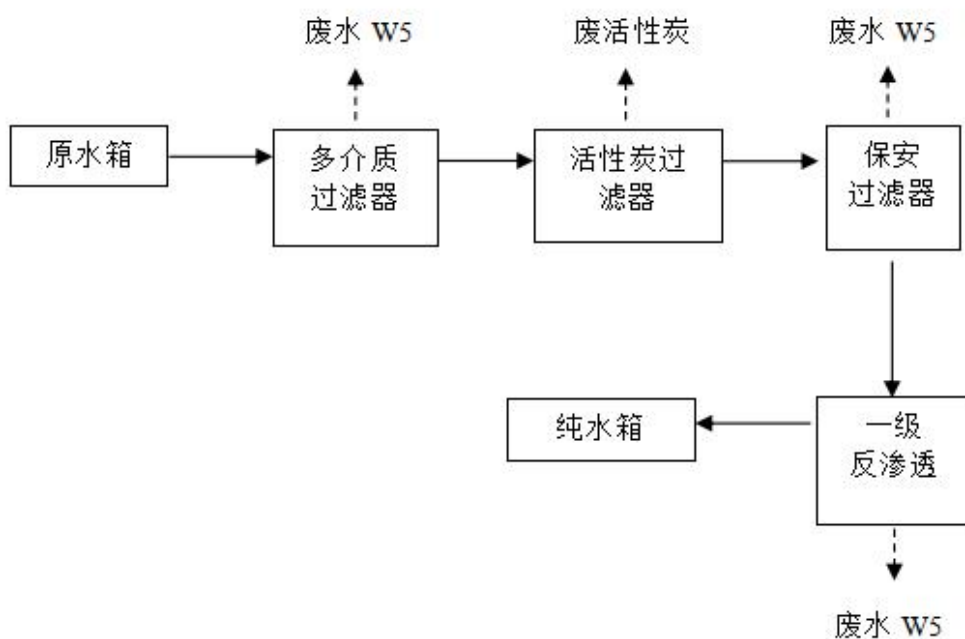 废水 W5
废活性炭
废水 W5
原水箱
多介质
过滤器
活性炭过
滤器
保安
过滤器
纯水箱
一级
反渗透
废水 W5